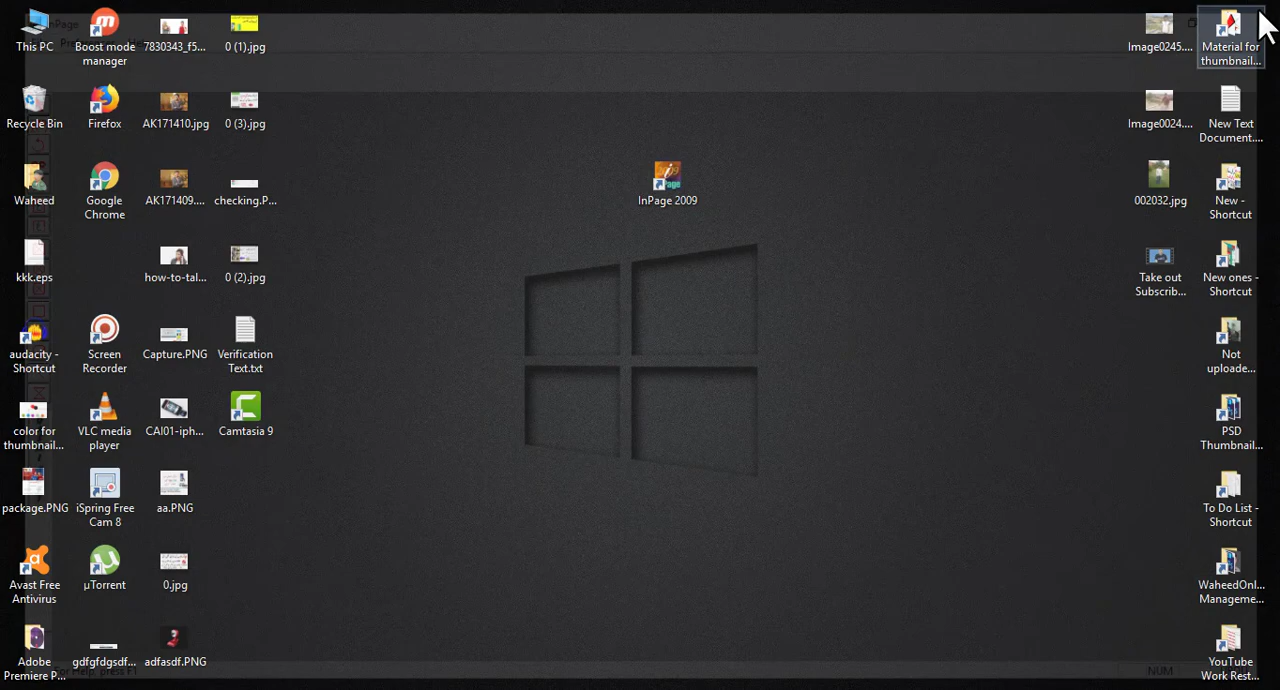 This PC
Boost mode
manager
7830343_f5...
0 (1).jpg
Image0245....
Material for
thumbnail...
Recycle Bin
Firefox
AK171410.jpg
0 (3).jpg
Image0024....
New Text
Document....
Waheed
Google
Chrome
AK171409....
checking.P...
InPage 2009
002032.jpg
New -
Shortcut
kkk.eps
how-to-tal...
0 (2).jpg
Take out
Subscrib...
New ones -
Shortcut
audacity -
Shortcut
Screen
Recorder
Capture.PNG
Verification
Text.txt
Not
uploade...
color for
thumbnail...
VLC media
player
CAI01-iph...
Camtasia 9
PSD
Thumbnail...
package.PNG
iSpring Free
Cam 8
aa.PNG
To Do List -
Shortcut
Avast Free
Antivirus
µTorrent
0.jpg
WaheedOnl...
Manageme...
Adobe
Premiere P...
gdfgfdgsdf...
adfasdf.PNG
YouTube
Work Rest...
For Help, press F1
NUM